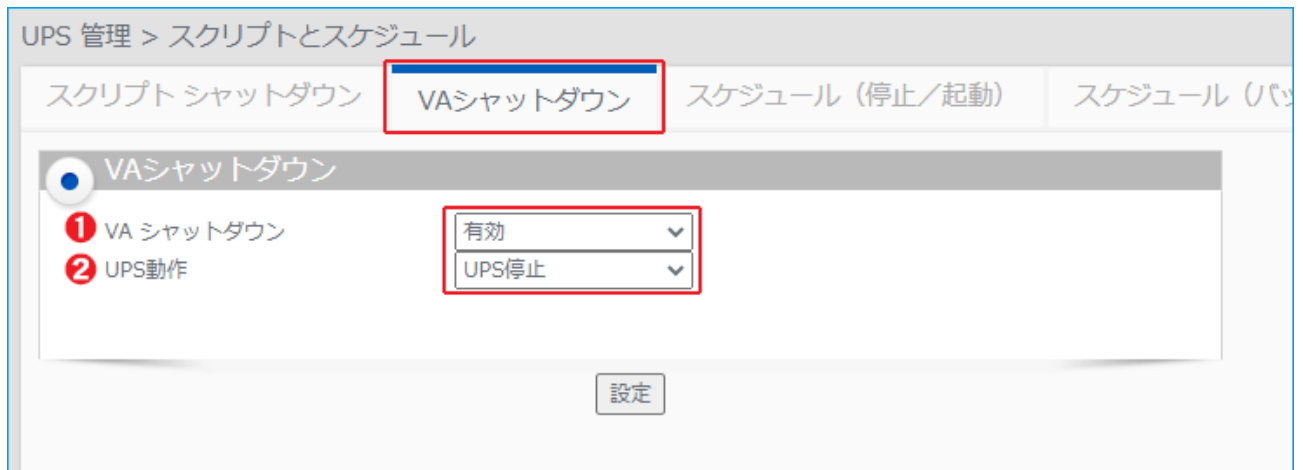 UPS 管理 > スクリプトとスケジュール
スクリプト シャットダウン VAシャットダウン スケジュール（停止／起動） スケジュール（パッ
VAシャットダウン
❶ VA シャットダウン 有効
❷ UPS動作 UPS停止
設定